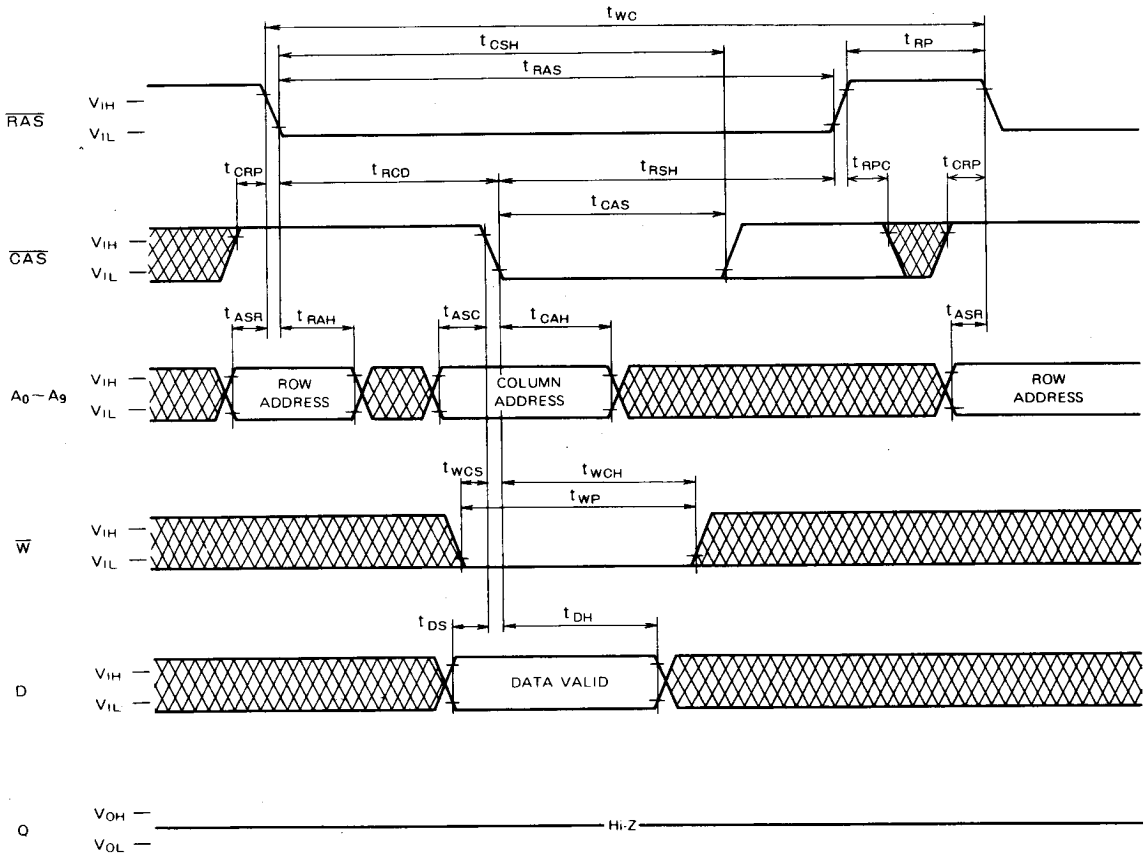 tWC
tCSH
tRP
tRAS
RAS
VIH
VIL
tCRP
tRCD
tRSH
tRPC
tCRP
tCAS
CAS
VIH
VIL
tASR
tRAH
tASC
tCAH
tASR
A0~A9
VIH
VIL
ROW
ADDRESS
COLUMN
ADDRESS
ROW
ADDRESS
tWCS
tWCH
tWP
W
VIH
VIL
tDS
tDH
D
VIH
VIL
DATA VALID
Q
VOH
VOL
Hi-Z